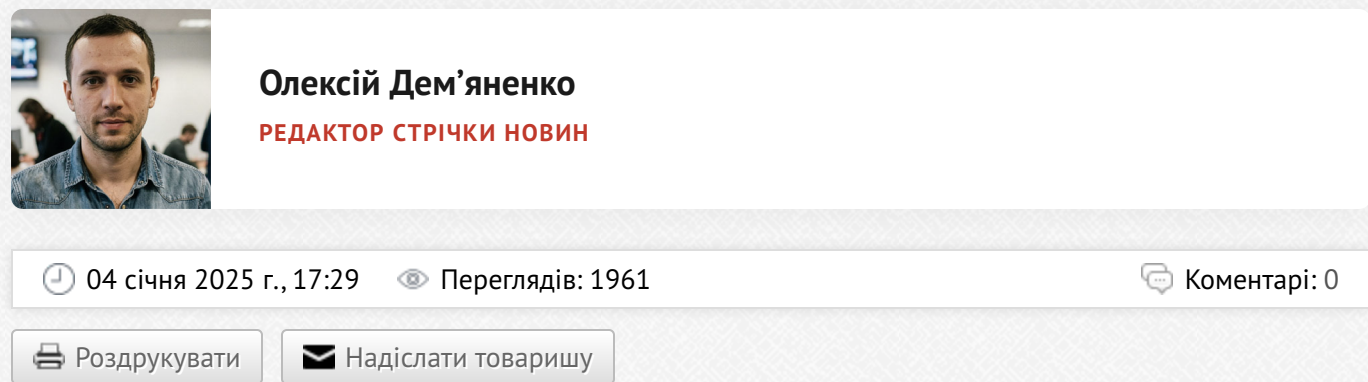 Олексій Дем’яненко
РЕДАКТОР СТРІЧКИ НОВИН
04 січня 2025 г., 17:29 Переглядів: 1961 Коментарі: 0
Роздрукувати Надіслати товаришу